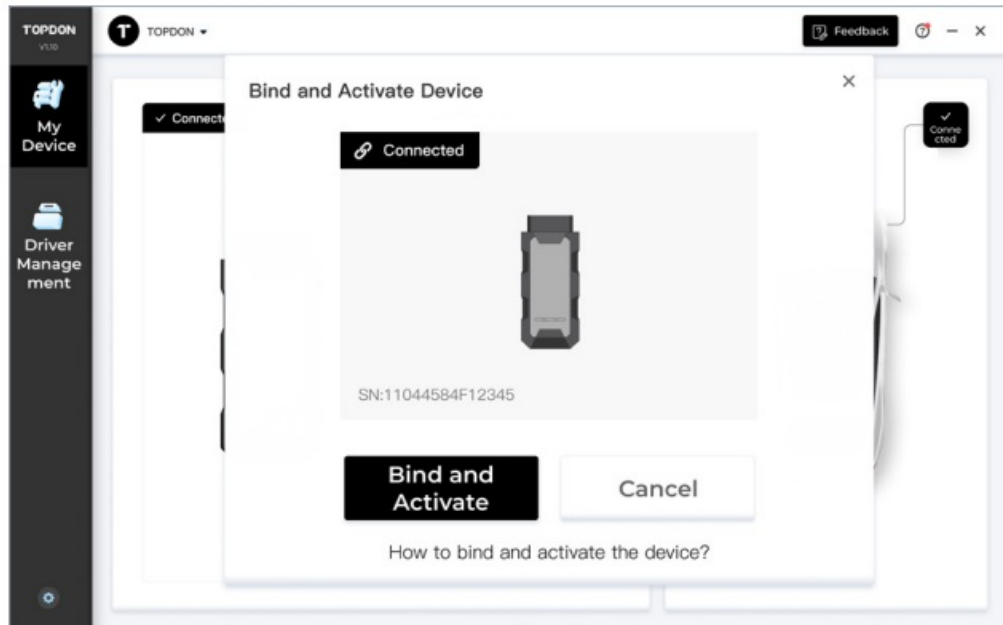 TOPDON
V1.10
My
Device
Driver
Manage
ment
T
TOPDON
Feedback
Connecte
Conne
cted
Bind and Activate Device
Connected
SN:11044584F12345
Bind and
Activate
Cancel
How to bind and activate the device?